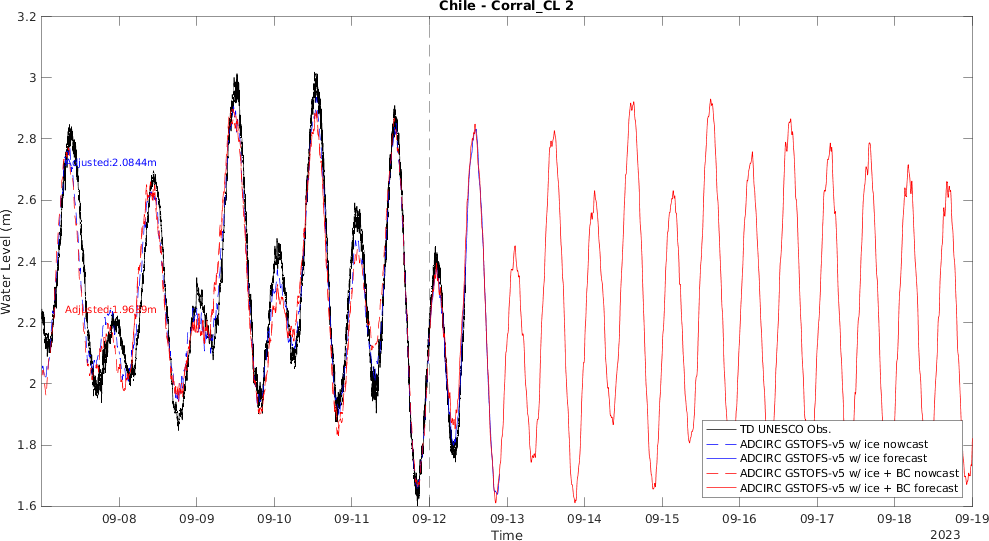 Chile - Corral_CL 2
3.2
3
2.8
2.6
2.4
2.2
2
1.8
1.6
Water Level (m)
Adjusted:2.0844m
TD UNESCO Obs.
ADCIRC GSTOFS-v5 w/ ice nowcast
ADCIRC GSTOFS-v5 w/ ice forecast
ADCIRC GSTOFS-v5 w/ ice + BC nowcast
ADCIRC GSTOFS-v5 w/ ice + BC forecast
09-08 09-09 09-10 09-11 09-12 09-13 09-14 09-15 09-16 09-17 09-18 09-19
Time
2023